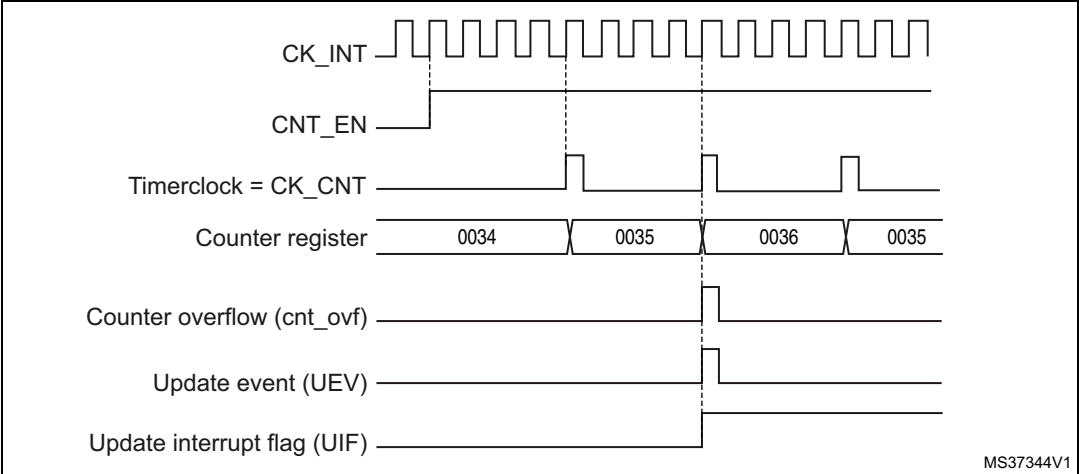 CK_INT
CNT_EN
Timerclock = CK_CNT
Counter register 0034 0035 0036 0035
Counter overflow (cnt_ovf)
Update event (UEV)
Update interrupt flag (UIF)
MS37344V1